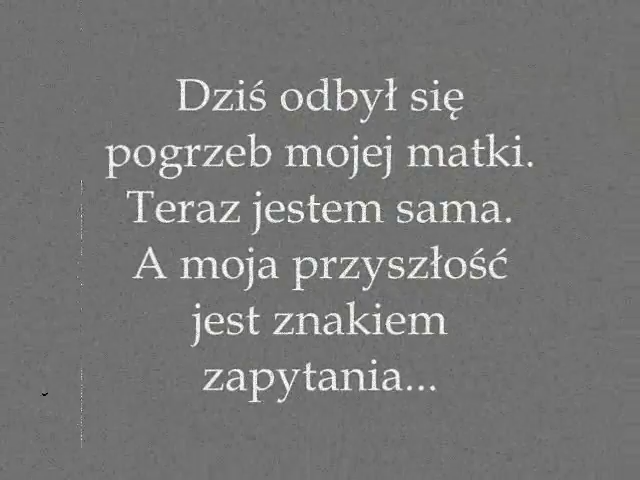 Dziś odbył się
pogrzeb mojej matki.
Teraz jestem sama.
A moja przyszłość
jest znakiem
zapytania...